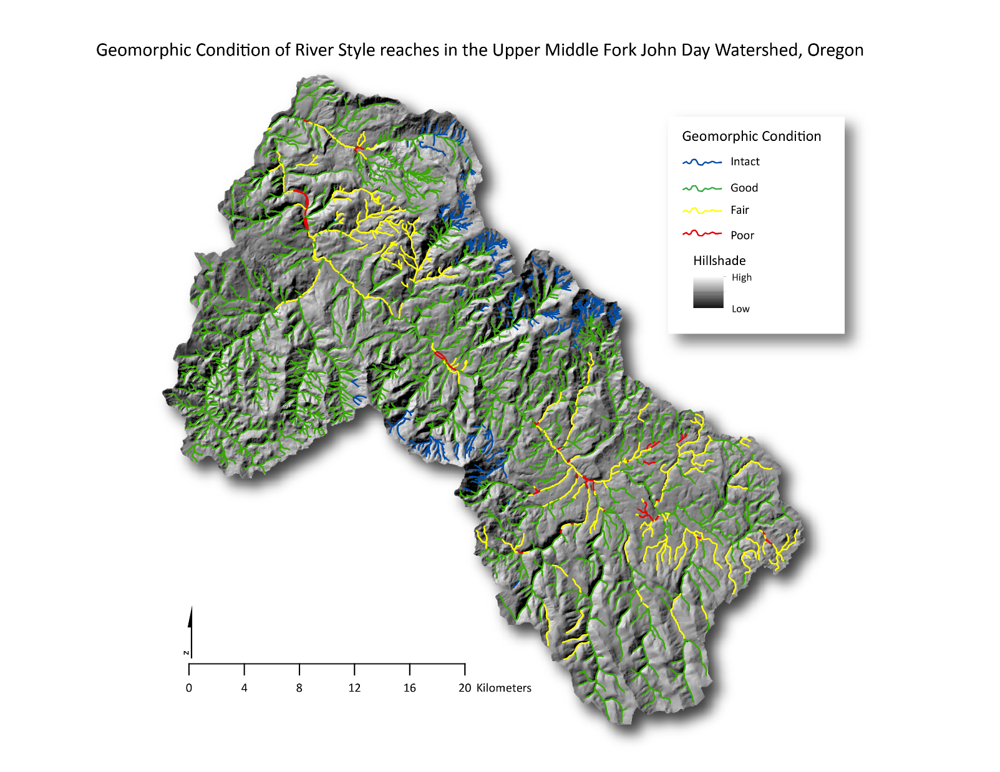 Geomorphic Condition of River Style reaches in the Upper Middle Fork John Day Watershed, Oregon
Geomorphic Condition
Intact
Good
Fair
Poor
Hillshade
High
Low
N
0 4 8 12 16 20 Kilometers